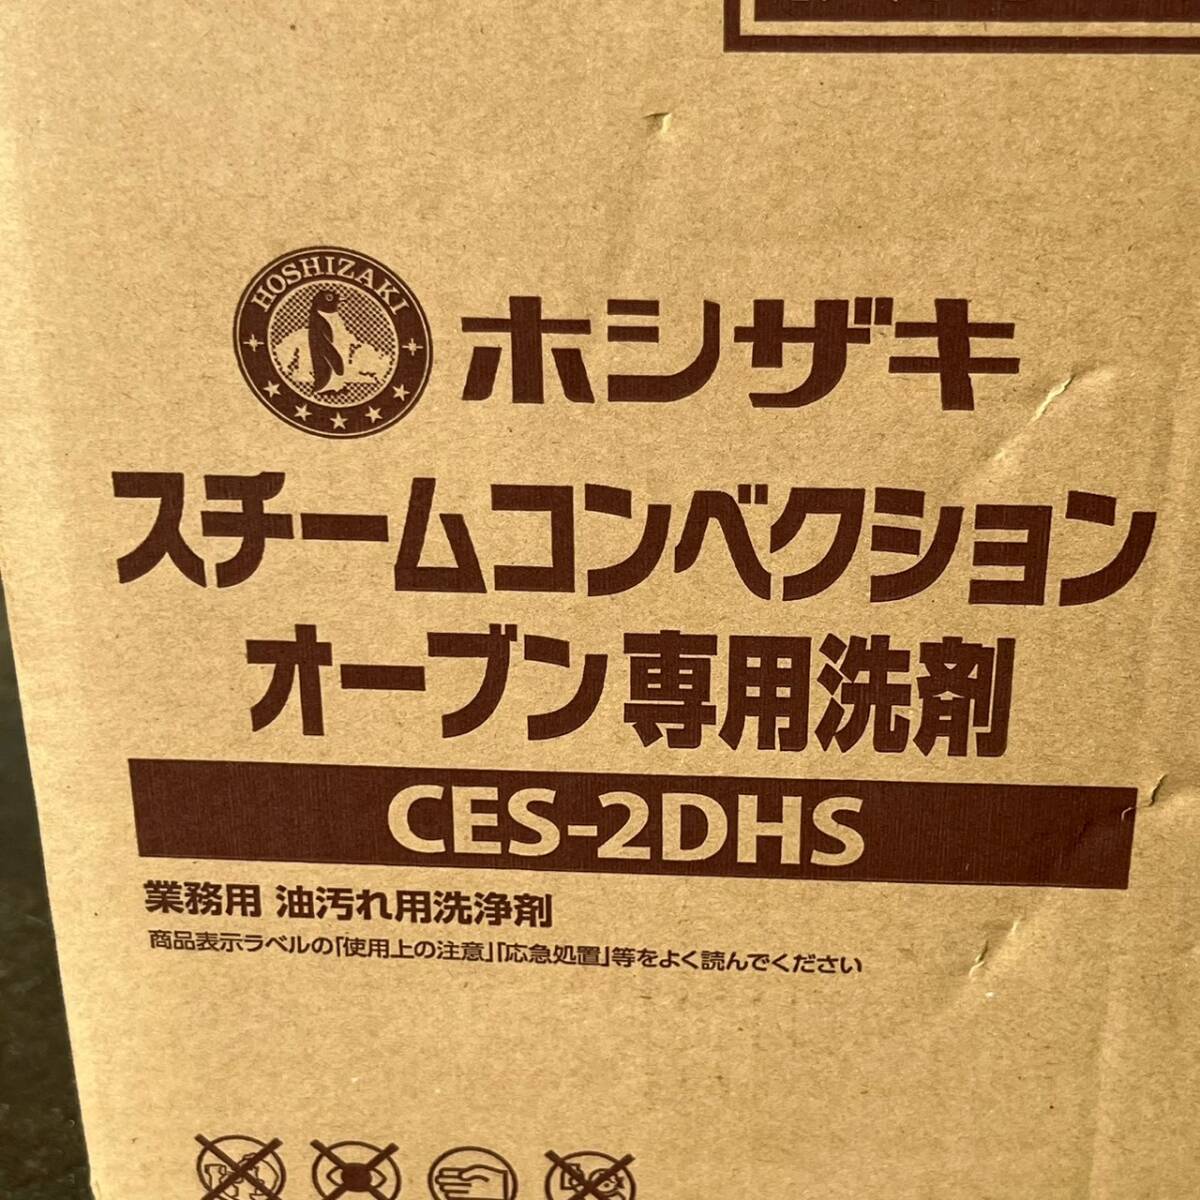 HOSHIZAKI
ホシザキ
スチームコンベクション
オーブン専用洗剤
CES-2DHS
業務用 油汚れ用洗浄剤
商品表示ラベルの「使用上の注意」「応急処置」等をよく読んでください